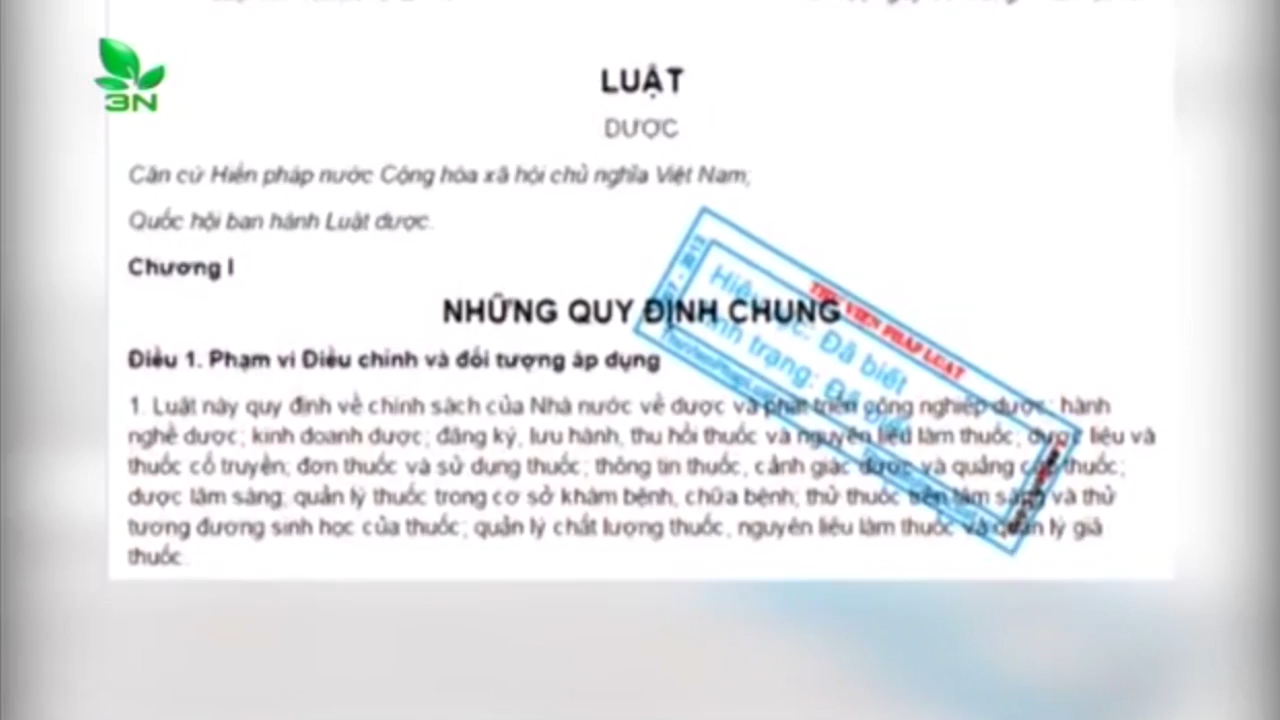 3N
LUẬT
DƯỢC
Căn cứ Hiến pháp nước Cộng hòa xã hội chủ nghĩa Việt Nam;
Quốc hội ban hành Luật dược.
Chương I
NHỮNG QUY ĐỊNH CHUNG
Điều 1. Phạm vi Điều chỉnh và đối tượng áp dụng
1. Luật này quy định về chính sách của Nhà nước về dược và phát triển công nghiệp dược; hành
nghề dược; kinh doanh dược; đăng ký, lưu hành, thu hồi thuốc và nguyên liệu làm thuốc; dược liệu và
thuốc cổ truyền; đơn thuốc và sử dụng thuốc; thông tin thuốc, cảnh giác dược và quảng cáo thuốc;
dược lâm sàng; quản lý thuốc trong cơ sở khám bệnh, chữa bệnh; thử thuốc trên lâm sàng và thử
tương đương sinh học của thuốc; quản lý chất lượng thuốc, nguyên liệu làm thuốc và quản lý giá
thuốc.
THƯ VIỆN PHÁP LUẬT
Đã biết
trạng: